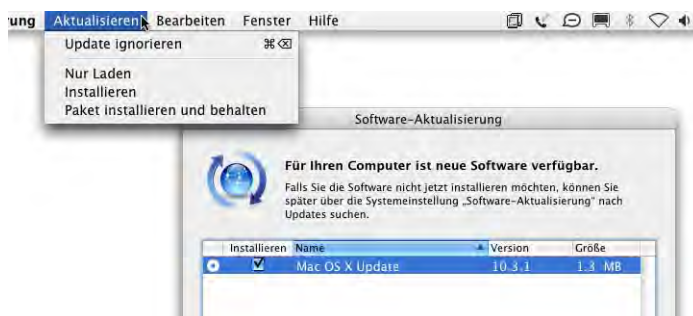 rung Aktualisieren Bearbeiten Fenster Hilfe
Update ignorieren ⌘⌫
Nur Laden
Installieren
Paket installieren und behalten
Software-Aktualisierung
Für Ihren Computer ist neue Software verfügbar.
Falls Sie die Software nicht jetzt installieren möchten, können Sie
später über die Systemeinstellung „Software-Aktualisierung" nach
Updates suchen.
Installieren Name Version Größe
Mac OS X Update 10.3.1 1.3 MB